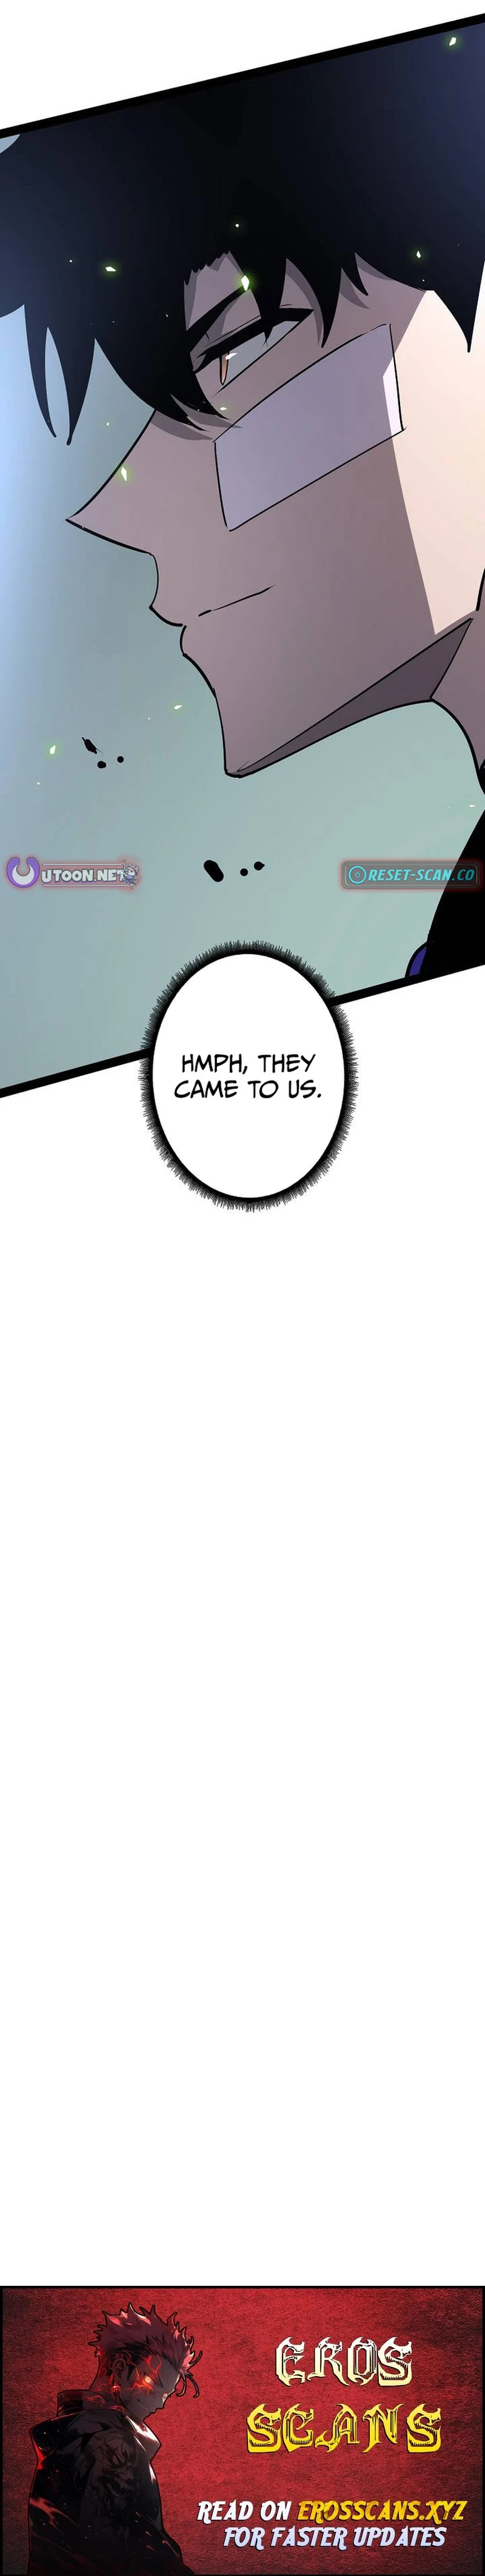 UTOON.NET
RESET-SCAN.CO
HMPH, THEY
CAME TO US.
EROS
SCANS
READ ON EROSSCANS.XYZ
FOR FASTER UPDATES